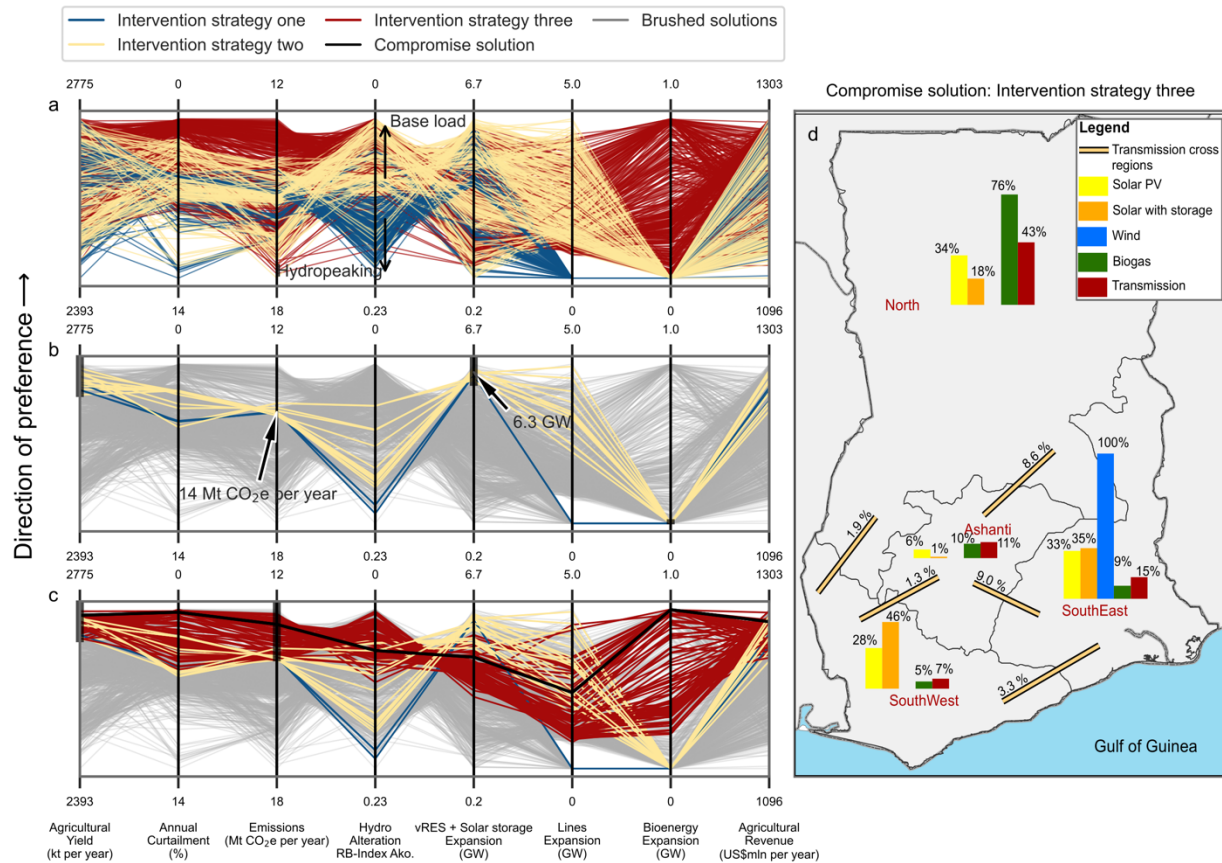 Intervention strategy one
Intervention strategy three
Brushed solutions
Intervention strategy two
Compromise solution
2775 0 12 0 6.7 5.0 1.0 1303
a
Base load
Hydropeaking
2393 14 18 0.23 0.2 0 0 1096
2775 0 12 0 6.7 5.0 1.0 1303
b
6.3 GW
14 Mt CO₂e per year
2393 14 18 0.23 0.2 0 0 1096
2775 0 12 0 6.7 5.0 1.0 1303
c
2393 14 18 0.23 0.2 0 0 1096
Direction of preference →
Agricultural
Yield
(kt per year)
Annual
Curtailment
(%)
Emissions
(Mt CO₂e per year)
Hydro
Alteration
RB-Index Ako.
vRES + Solar storage
Expansion
(GW)
Lines
Expansion
(GW)
Bioenergy
Expansion
(GW)
Agricultural
Revenue
(US$mln per year)
Compromise solution: Intervention strategy three
d
Legend
Transmission cross
regions
Solar PV
Solar with storage
Wind
Biogas
Transmission
34% 18% 76% 43%
North
8.6 %
1.9 %
Ashanti
6% 1% 10% 11%
1.3 %
9.0 %
100%
33% 35% 9% 15%
SouthEast
28% 46% 5% 7%
SouthWest
3.3 %
Gulf of Guinea